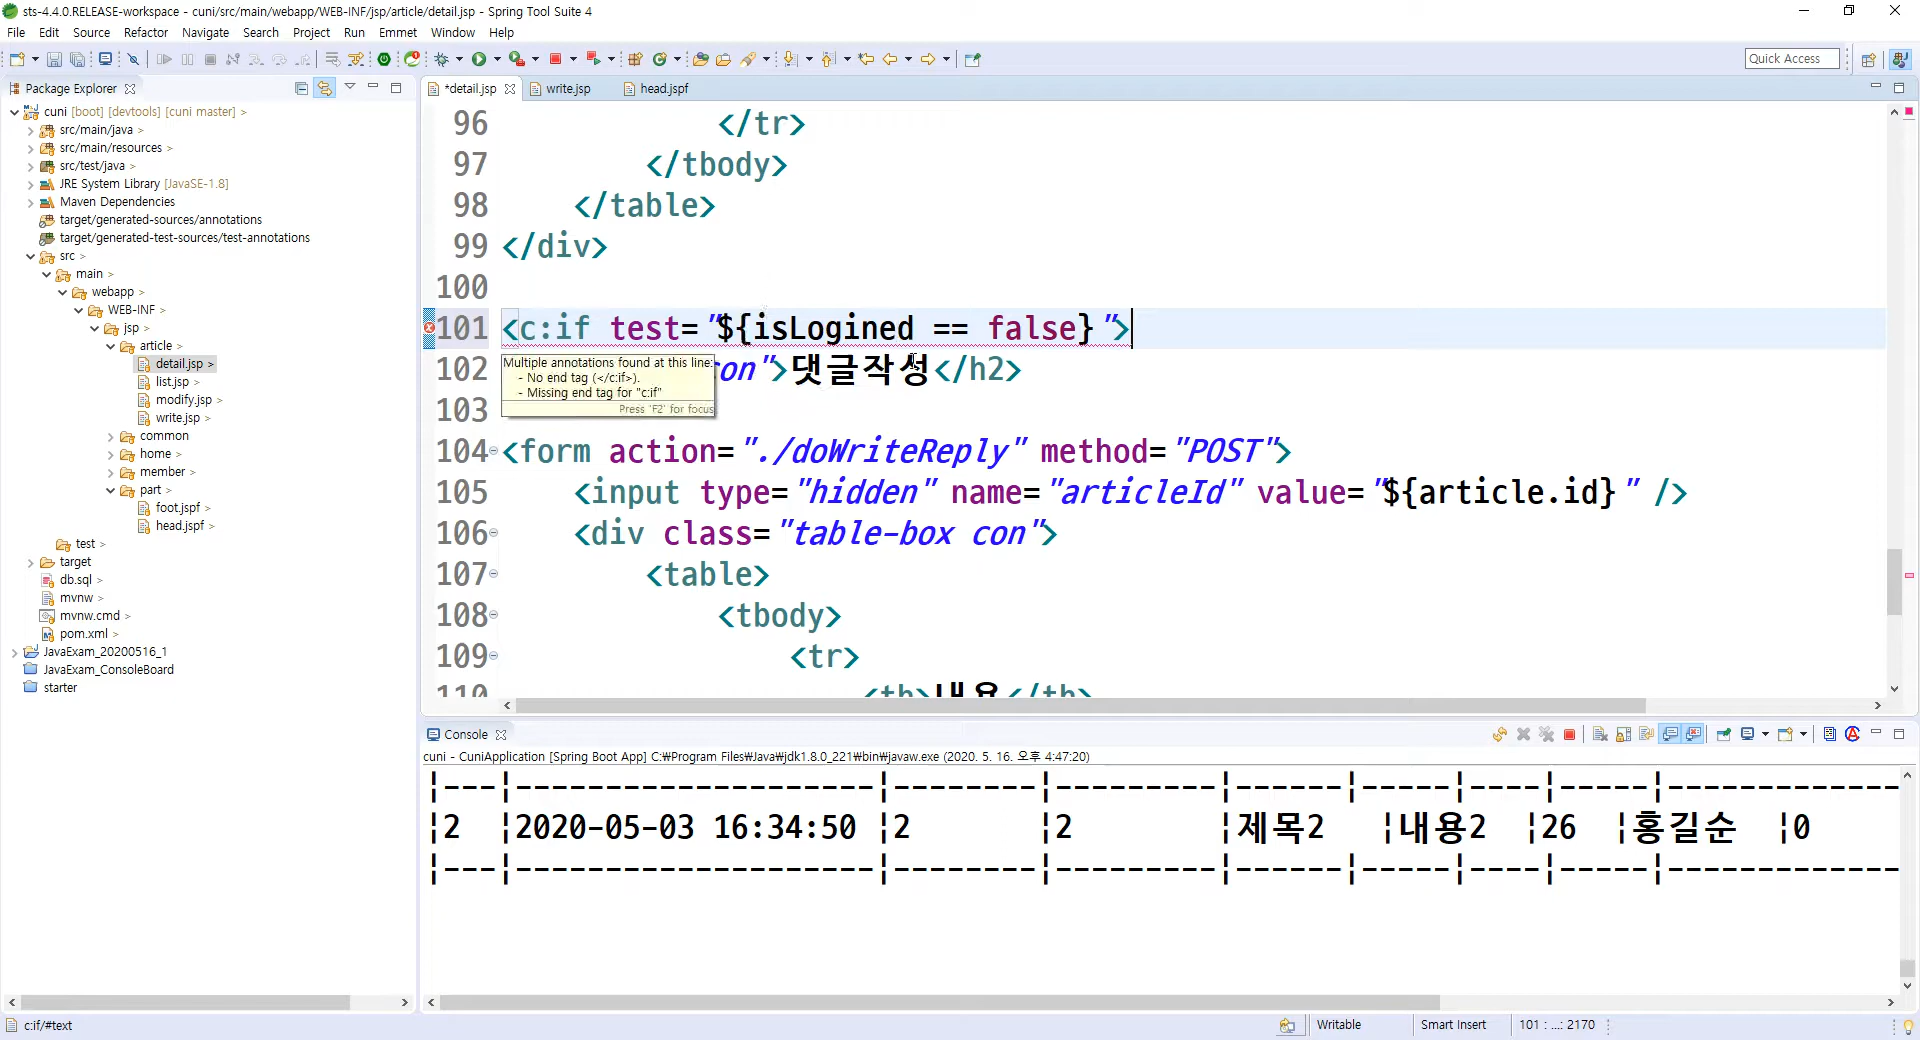 sts-4.4.0.RELEASE-workspace - cuni/src/main/webapp/WEB-INF/jsp/article/detail.jsp - Spring Tool Suite 4
File Edit Source Refactor Navigate Search Project Run Emmet Window Help
Quick Access
Package Explorer
*detail.jsp write.jsp head.jspf
cuni [boot] [devtools] [cuni master] >
src/main/java >
src/main/resources >
src/test/java >
JRE System Library [JavaSE-1.8]
Maven Dependencies
target/generated-sources/annotations
target/generated-test-sources/test-annotations
src >
main >
webapp >
WEB-INF >
jsp >
article >
detail.jsp >
list.jsp >
modify.jsp >
write.jsp >
common
home >
member >
part >
foot.jspf >
head.jspf >
test >
target
db.sql >
mvnw >
mvnw.cmd >
pom.xml >
JavaExam_20200516_1
JavaExam_ConsoleBoard
starter
96 </tr>
97 </tbody>
98 </table>
99 </div>
100
101 <c:if test="${isLogined == false}">
102 con">댓글작성</h2>
Multiple annotations found at this line:
- No end tag (</c:if>).
- Missing end tag for "c:if"
Press 'F2' for focus
103
104 <form action="./doWriteReply" method="POST">
105 <input type="hidden" name="articleId" value="${article.id}" />
106 <div class="table-box con">
107 <table>
108 <tbody>
109 <tr>
110 <th>내용</th>
Console
cuni - CuniApplication [Spring Boot App] C:₩Program Files₩Java₩jdk1.8.0_221₩bin₩javaw.exe (2020. 5. 16. 오후 4:47:20)
|---|--------------------|--------|---------|------|-----|----|-----|-------------
|2 |2020-05-03 16:34:50 |2 |2 |제목2 |내용2 |26 |홍길순 |0
|---|--------------------|--------|---------|------|-----|----|-----|-------------
c:if/#text
Writable Smart Insert 101 : ...: 2170